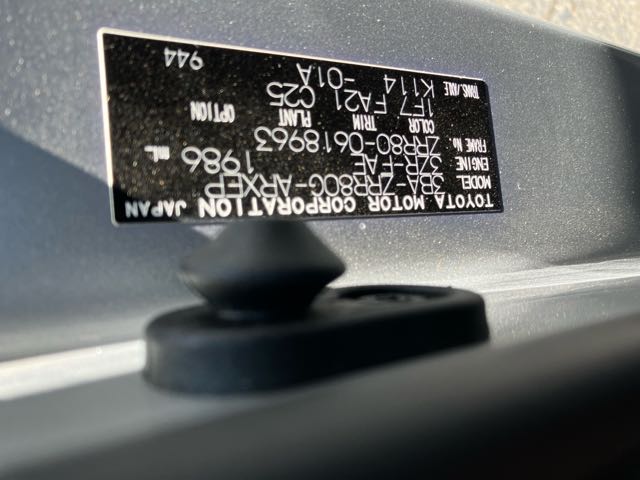 TOYOTA MOTOR CORPORATION JAPAN
MODEL 3BA-ZRR80G-ARXEP
ENGINE 3ZR-FAE 1986 mL
FRAME NO. ZRR80-0618963
COLOR TRIM PLANT OPTION
1F7 FA21 C25
TRANS./AXLE K114 -01A 944